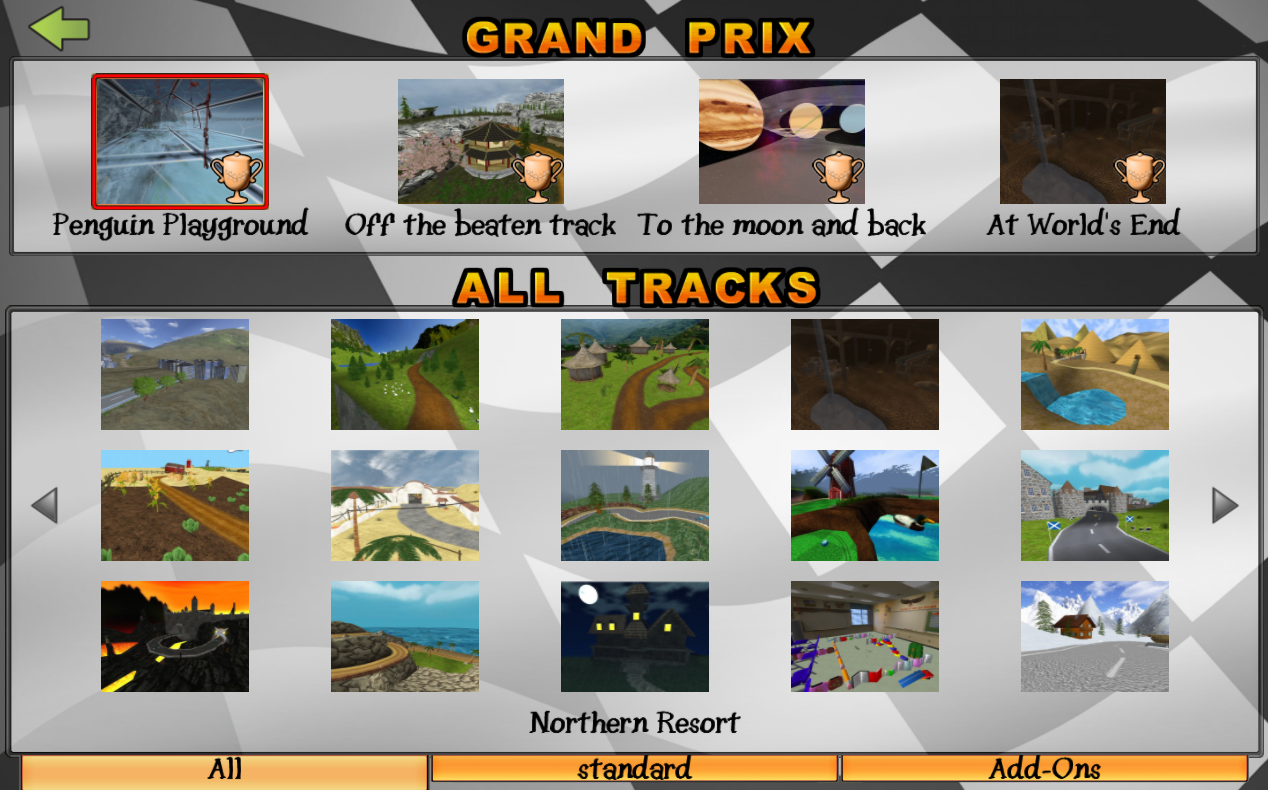 GRAND PRIX
Penguin Playground
Off the beaten track
To the moon and back
At World's End
ALL TRACKS
Northern Resort
All
standard
Add-Ons